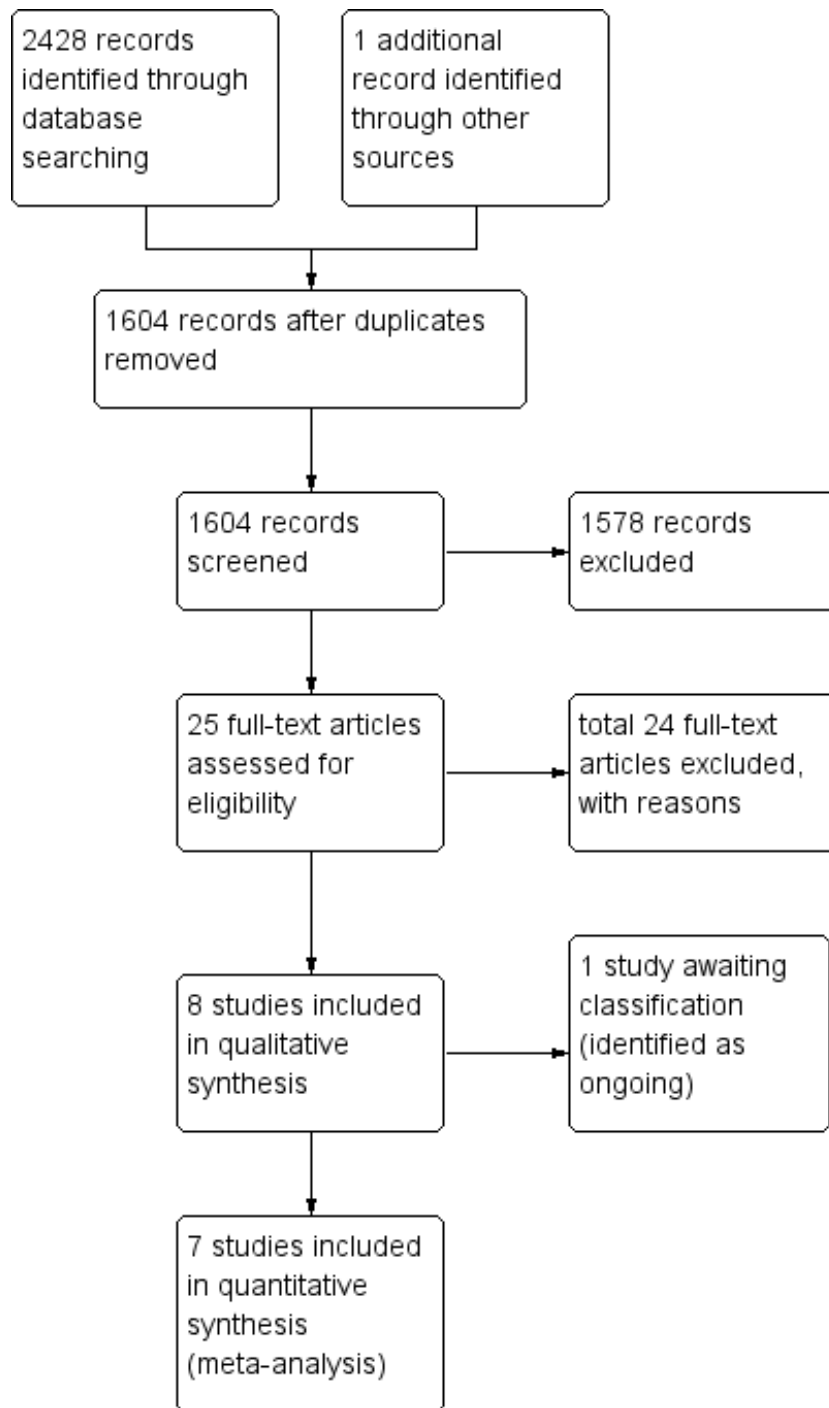 2428 records
identified through
database
searching
1 additional
record identified
through other
sources
1604 records after duplicates
removed
1604 records
screened
1578 records
excluded
25 full-text articles
assessed for
eligibility
total 24 full-text
articles excluded,
with reasons
8 studies included
in qualitative
synthesis
1 study awaiting
classification
(identified as
ongoing)
7 studies included
in quantitative
synthesis
(meta-analysis)